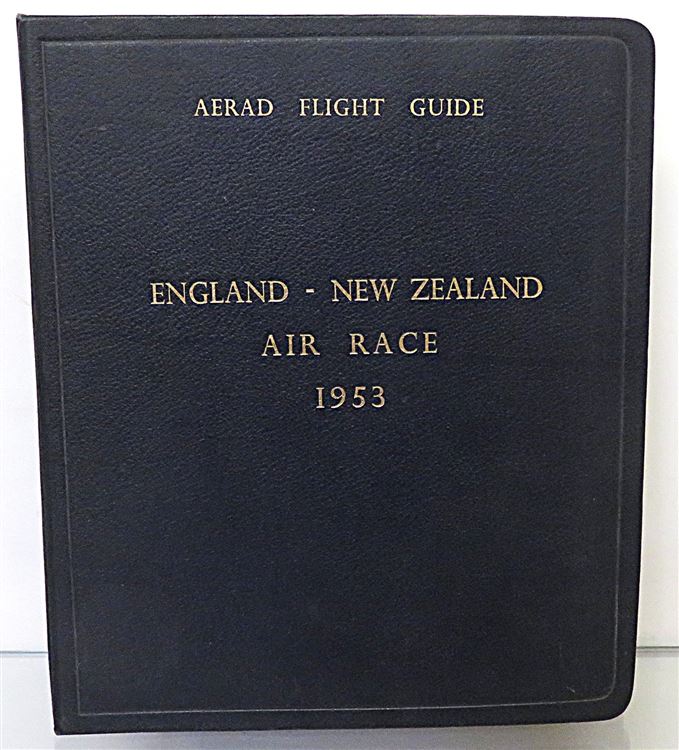 AERAD FLIGHT GUIDE
ENGLAND - NEW ZEALAND
AIR RACE
1953